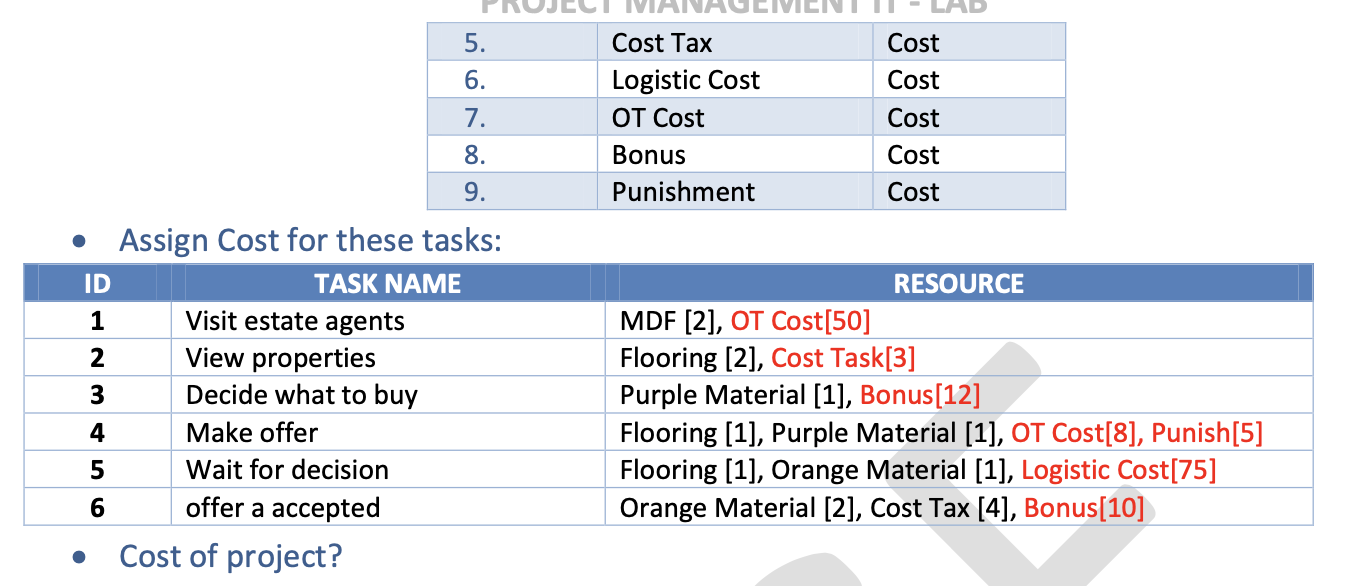 PROJECT MANAGEMENT IT - LAB
5. Cost Tax Cost
6. Logistic Cost Cost
7. OT Cost Cost
8. Bonus Cost
9. Punishment Cost
• Assign Cost for these tasks:
ID TASK NAME RESOURCE
1 Visit estate agents MDF [2], OT Cost[50]
2 View properties Flooring [2], Cost Task[3]
3 Decide what to buy Purple Material [1], Bonus[12]
4 Make offer Flooring [1], Purple Material [1], OT Cost[8], Punish[5]
5 Wait for decision Flooring [1], Orange Material [1], Logistic Cost[75]
6 offer a accepted Orange Material [2], Cost Tax [4], Bonus[10]
• Cost of project?